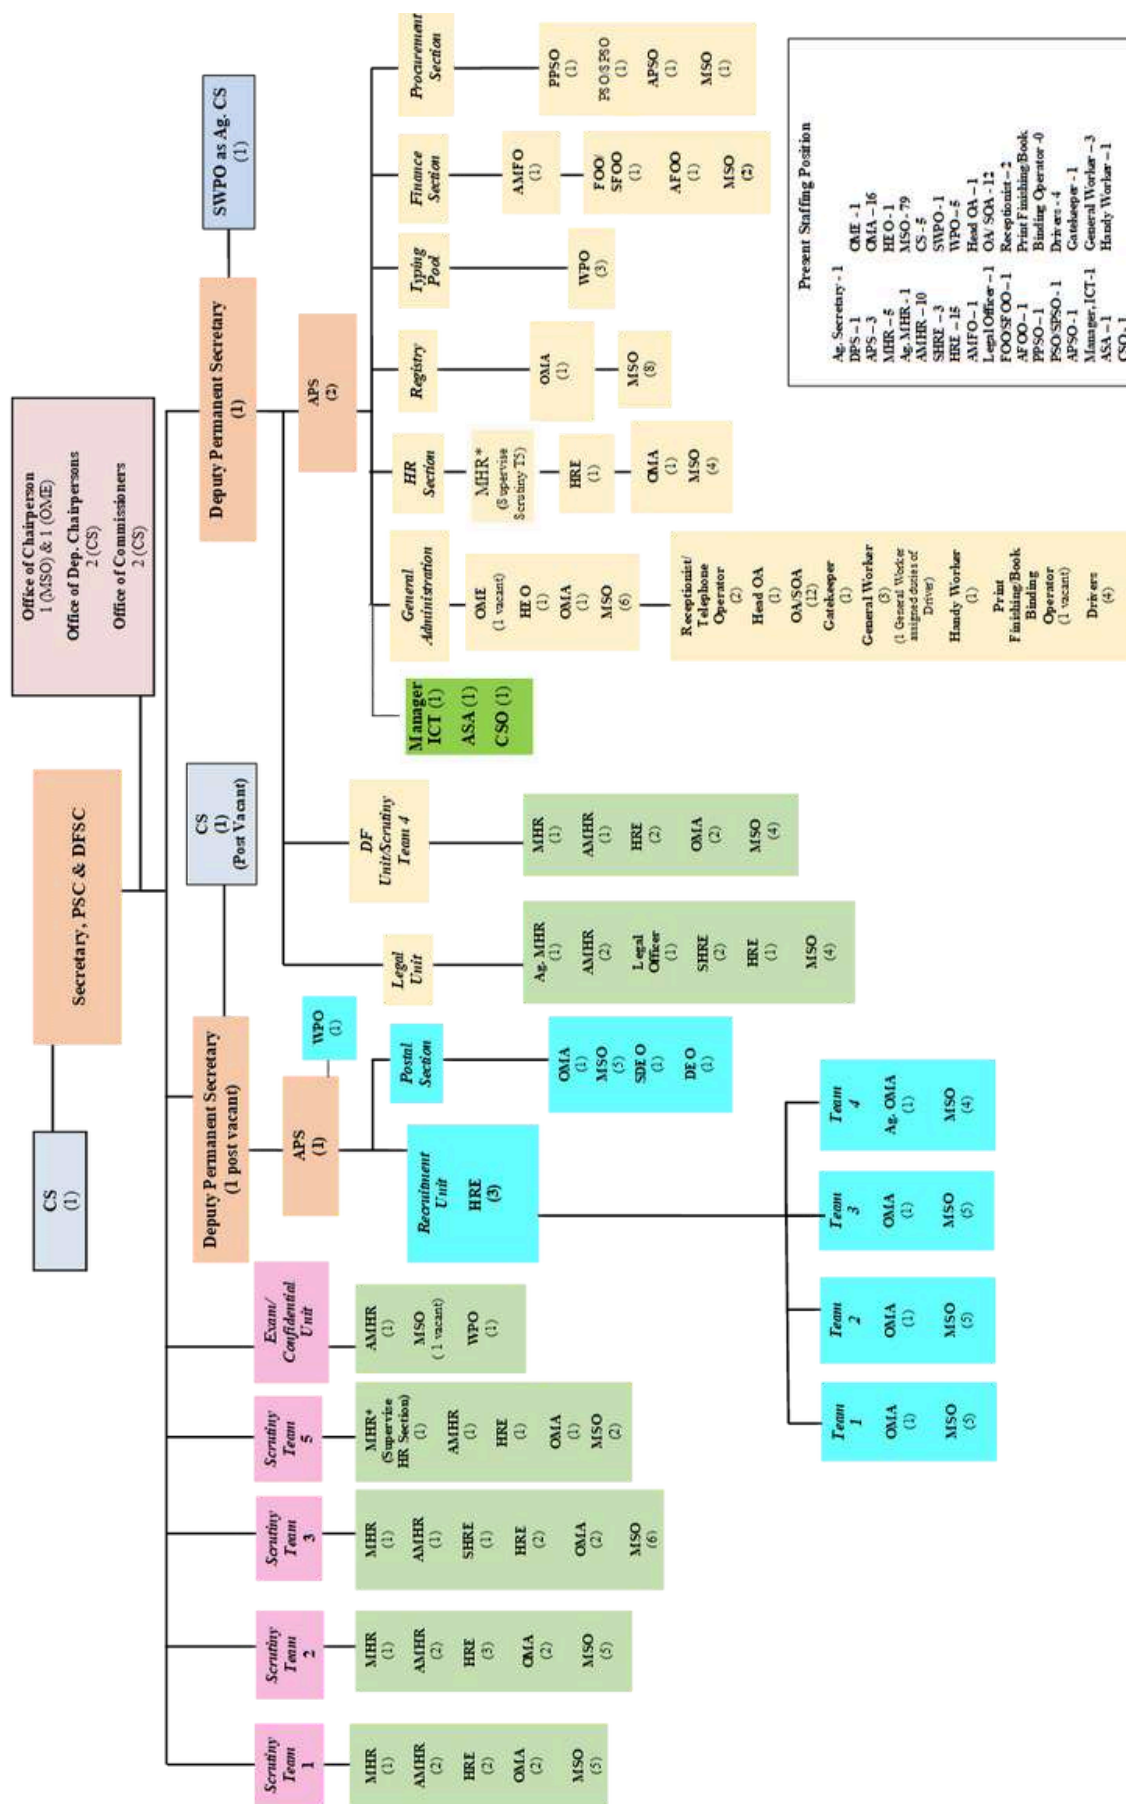 Secretary, PSC & DFSC
CS
(1)
Office of Chairperson
1 (MSO) & 1 (OME)
Office of Dep. Chairpersons
2 (CS)
Office of Commissioners
2 (CS)
Scrutiny
Team
1
MHR
(1)
AMHR
(2)
HRE
(2)
OMA
(2)
MSO
(5)
Scrutiny
Team
2
MHR
(1)
AMHR
(2)
HRE
(3)
OMA
(2)
MSO
(5)
Scrutiny
Team
3
MHR
(1)
AMHR
(1)
SHRE
(1)
HRE
(2)
OMA
(2)
MSO
(6)
Scrutiny
Team
5
MHR*
(Supervise
HR Section)
(1)
AMHR
(1)
HRE
(1)
OMA
(1)
MSO
(2)
Exam/
Confidential
Unit
AMHR
(1)
MSO
( 1 vacant)
WPO
(1)
Deputy Permanent Secretary
(1 post vacant)
CS
(1)
(Post Vacant)
APS
(1)
WPO
(1)
Recruitment
Unit
HRE
(3)
Postal
Section
OMA
(1)
MSO
(5)
SDEO
(1)
DEO
(1)
Team
1
OMA
(1)
MSO
(5)
Team
2
OMA
(1)
MSO
(5)
Team
3
OMA
(1)
MSO
(5)
Team
4
Ag. OMA
(1)
MSO
(4)
Deputy Permanent Secretary
(1)
SWPO as Ag. CS
(1)
Legal
Unit
Ag. MHR
(1)
AMHR
(2)
Legal
Officer
(1)
SHRE
(2)
HRE
(1)
MSO
(4)
DF
Unit/Scrutiny
Team 4
MHR
(1)
AMHR
(1)
HRE
(2)
OMA
(2)
MSO
(4)
APS
(2)
Manager
ICT (1)
ASA (1)
CSO (1)
General
Administration
OME
(1 vacant)
HEO
(1)
OMA
(1)
MSO
(6)
Receptionist/
Telephone
Operator
(2)
Head OA
(1)
OA/SOA
(12)
Gatekeeper
(1)
General Worker
(3)
(1 General Worker
assigned duties of
Driver)
Handy Worker
(1)
Print
Finishing/Book
Binding
Operator
(1 vacant)
Drivers
(4)
HR
Section
MHR*
(Supervise
Scrutiny T5)
HRE
(1)
OMA
(1)
MSO
(4)
Registry
OMA
(1)
MSO
(8)
Typing
Pool
WPO
(3)
Finance
Section
AMFO
(1)
FOO/
SFOO
(1)
AFOO
(1)
MSO
(2)
Procurement
Section
PPSO
(1)
PSO/SPSO
(1)
APSO
(1)
MSO
(1)
Present Staffing Position
Ag. Secretary - 1
DPS – 1
APS – 3
MHR – 5
Ag. MHR - 1
AMHR – 10
SHRE – 3
HRE – 15
AMFO – 1
Legal Officer – 1
FOO/SFOO – 1
AFOO – 1
PPSO – 1
PSO/SPSO - 1
APSO - 1
Manager, ICT-1
ASA – 1
CSO - 1
OME - 1
OMA – 16
HEO - 1
MSO - 79
CS - 5
SWPO - 1
WPO – 5
Head OA – 1
OA/ SOA - 12
Receptionist – 2
Print Finishing/Book
Binding Operator -0
Drivers - 4
Gatekeeper - 1
General Worker – 3
Handy Worker – 1